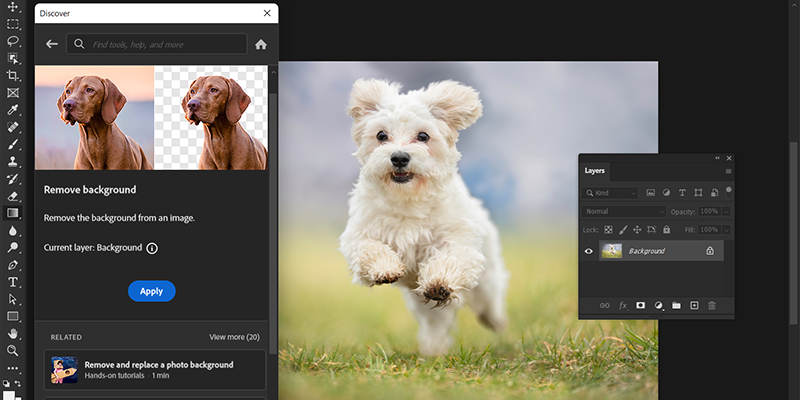 Discover
Find tools, help, and more
Remove background
Remove the background from an image.
Current layer: Background
Apply
RELATED
View more (20)
Remove and replace a photo background
Hands-on tutorials · 1 min
Layers
Kind
Normal
Opacity: 100%
Lock:
Fill: 100%
Background
fx